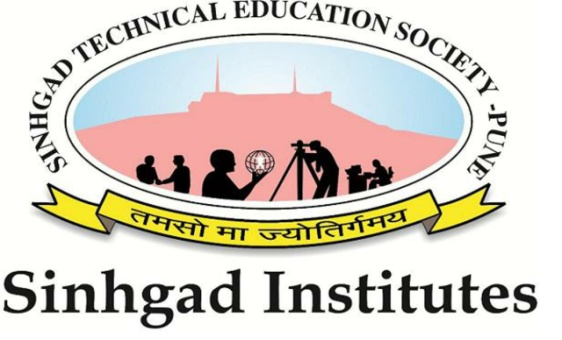 SINHGAD TECHNICAL EDUCATION SOCIETY - PUNE
तमसो मा ज्योतिर्गमय
Sinhgad Institutes